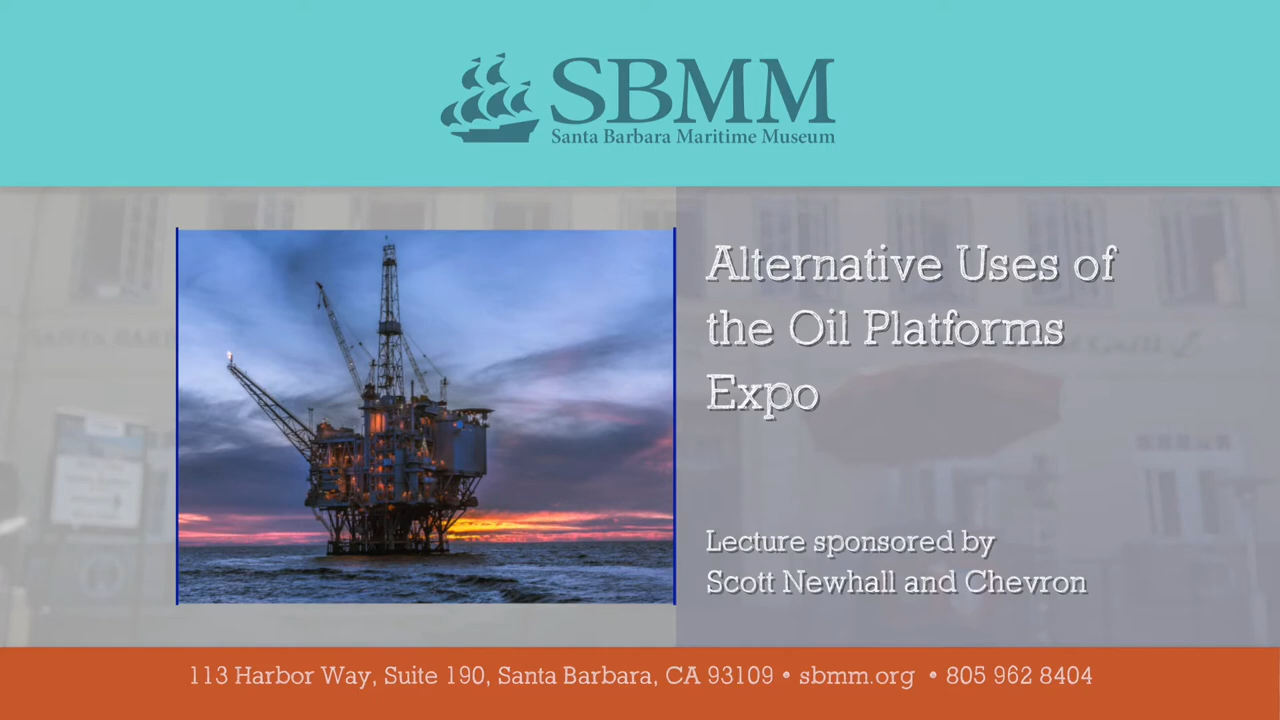 SBMM
Santa Barbara Maritime Museum
Alternative Uses of
the Oil Platforms
Expo
Lecture sponsored by
Scott Newhall and Chevron
113 Harbor Way, Suite 190, Santa Barbara, CA 93109 • sbmm.org • 805 962 8404